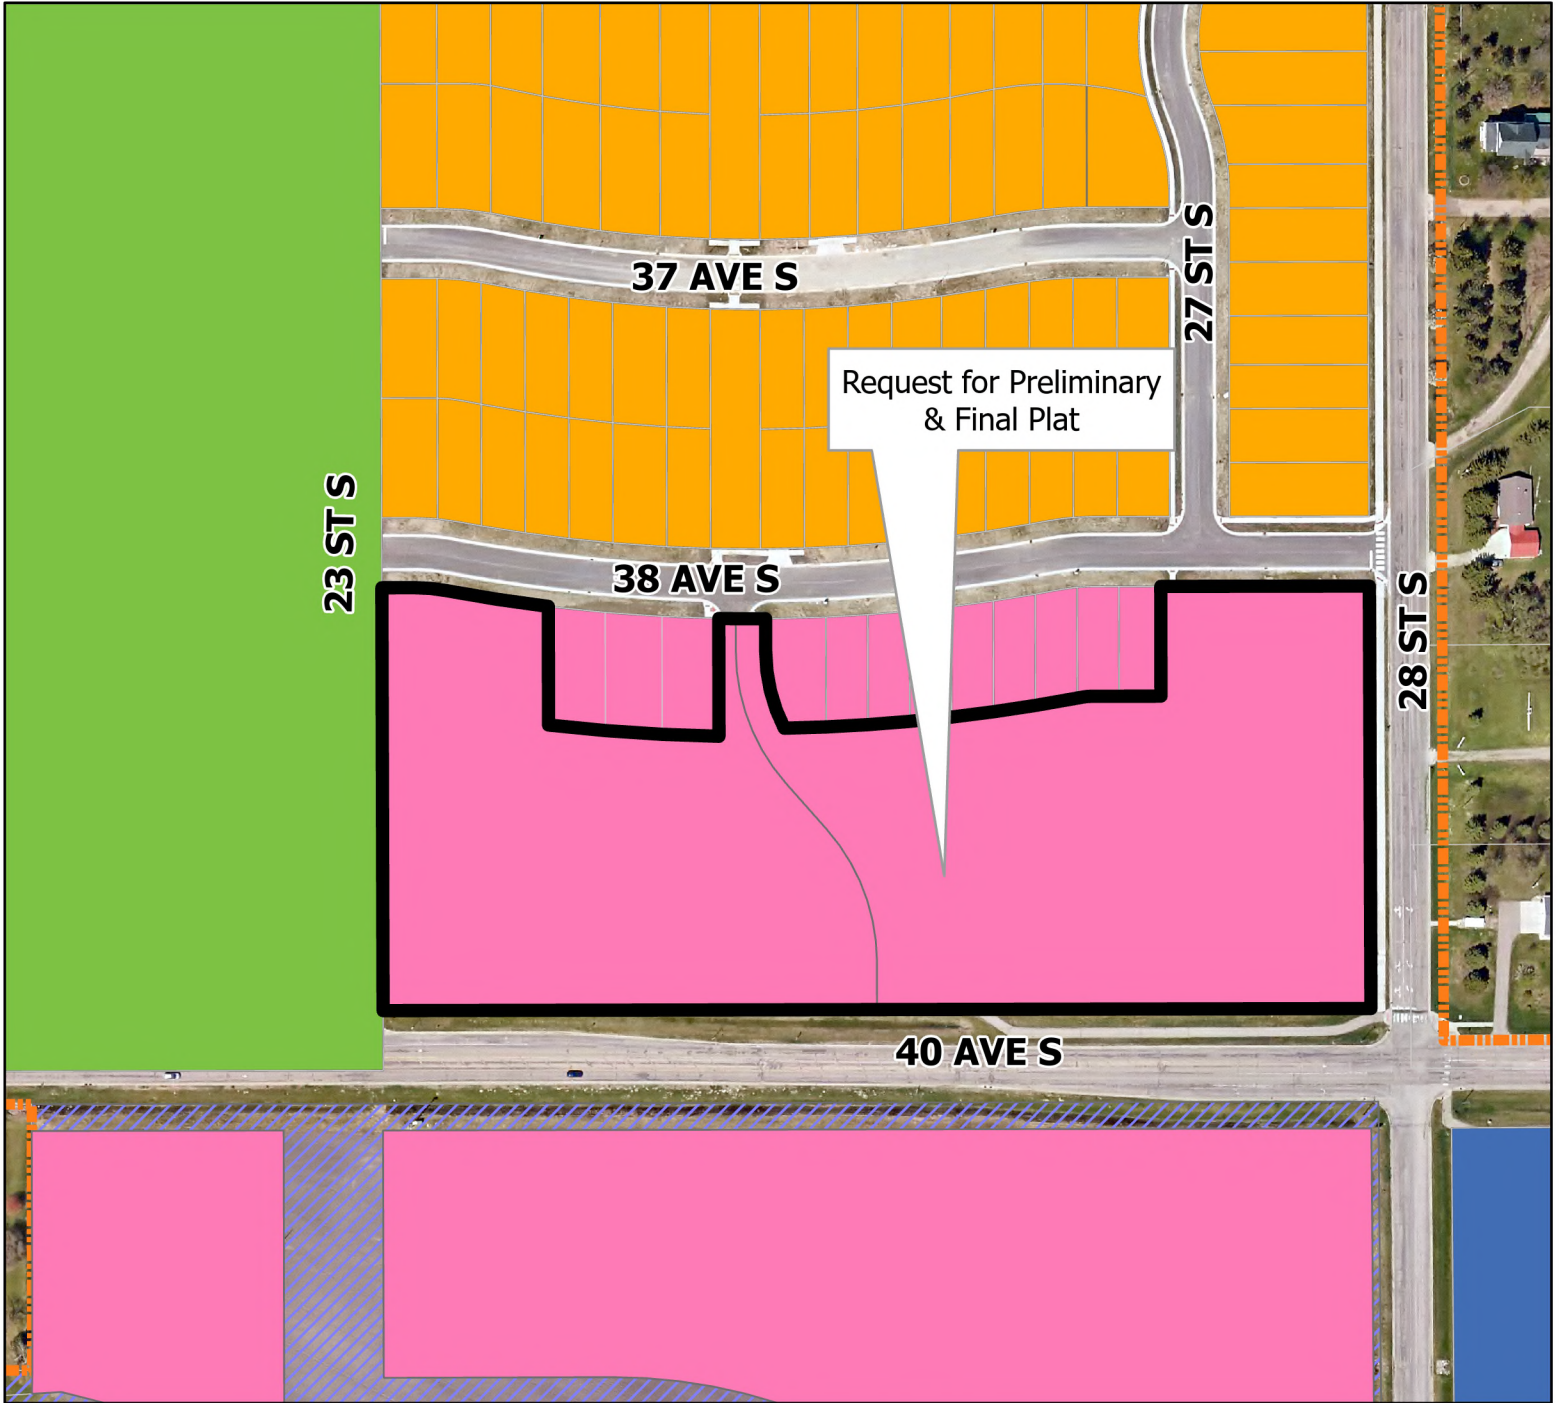 37 AVE S
27 ST S
Request for Preliminary
& Final Plat
23 ST S
38 AVE S
28 ST S
40 AVE S